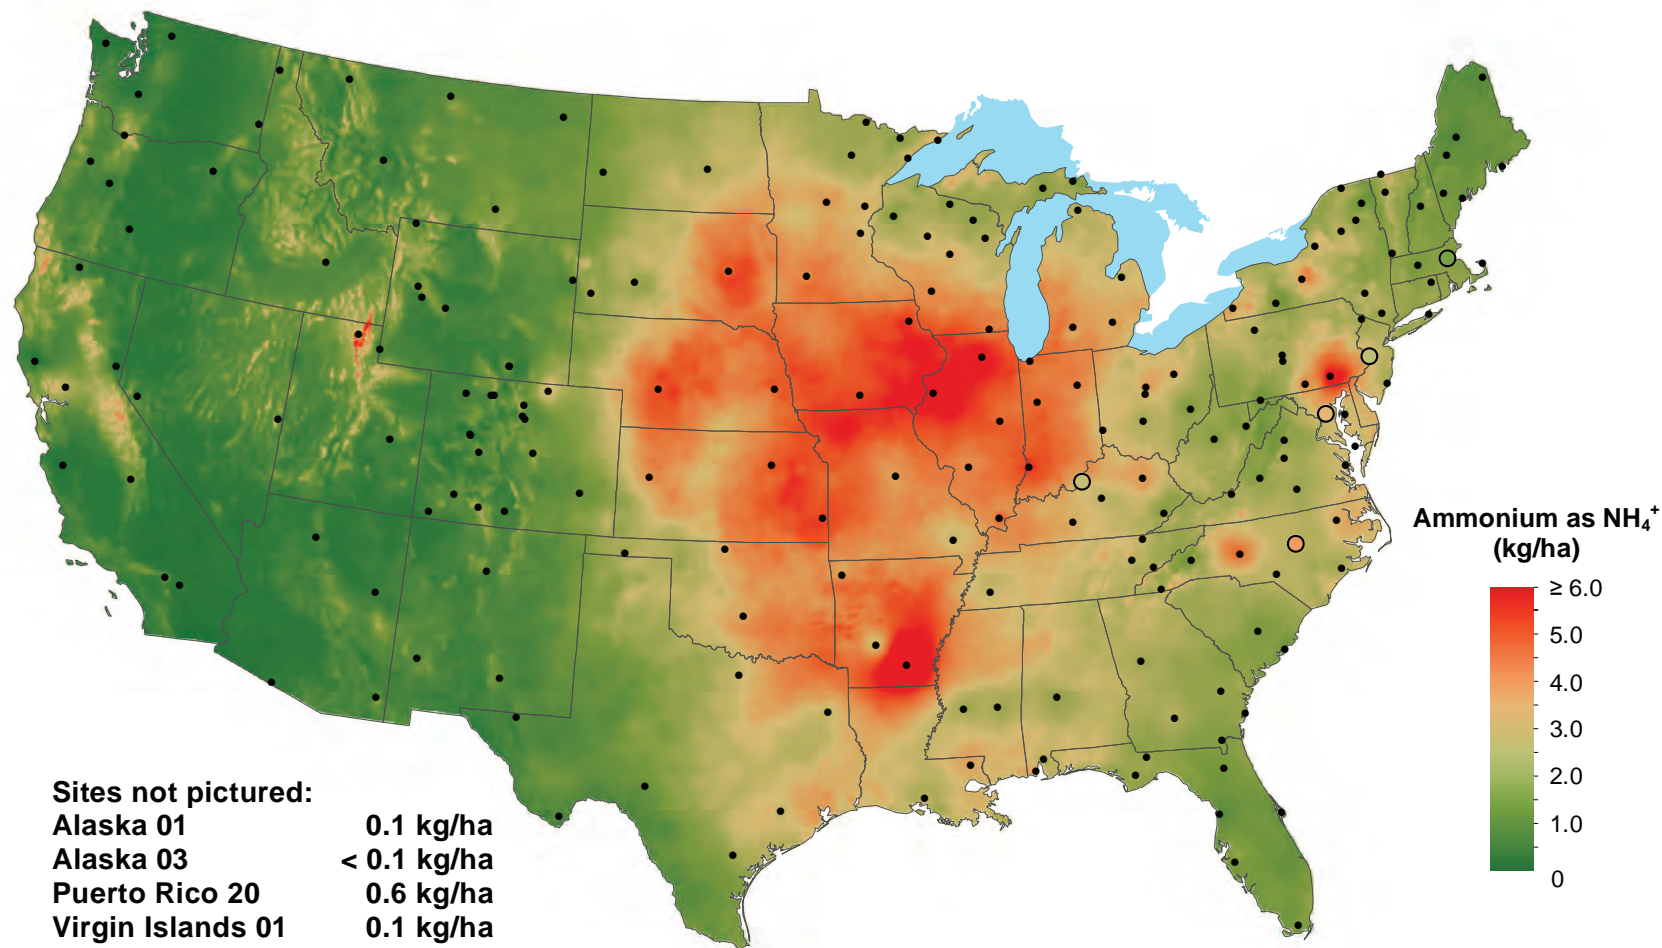 Ammonium as NH₄⁺
(kg/ha)
≥ 6.0
5.0
4.0
3.0
2.0
1.0
0
Sites not pictured:
Alaska 01 0.1 kg/ha
Alaska 03 < 0.1 kg/ha
Puerto Rico 20 0.6 kg/ha
Virgin Islands 01 0.1 kg/ha